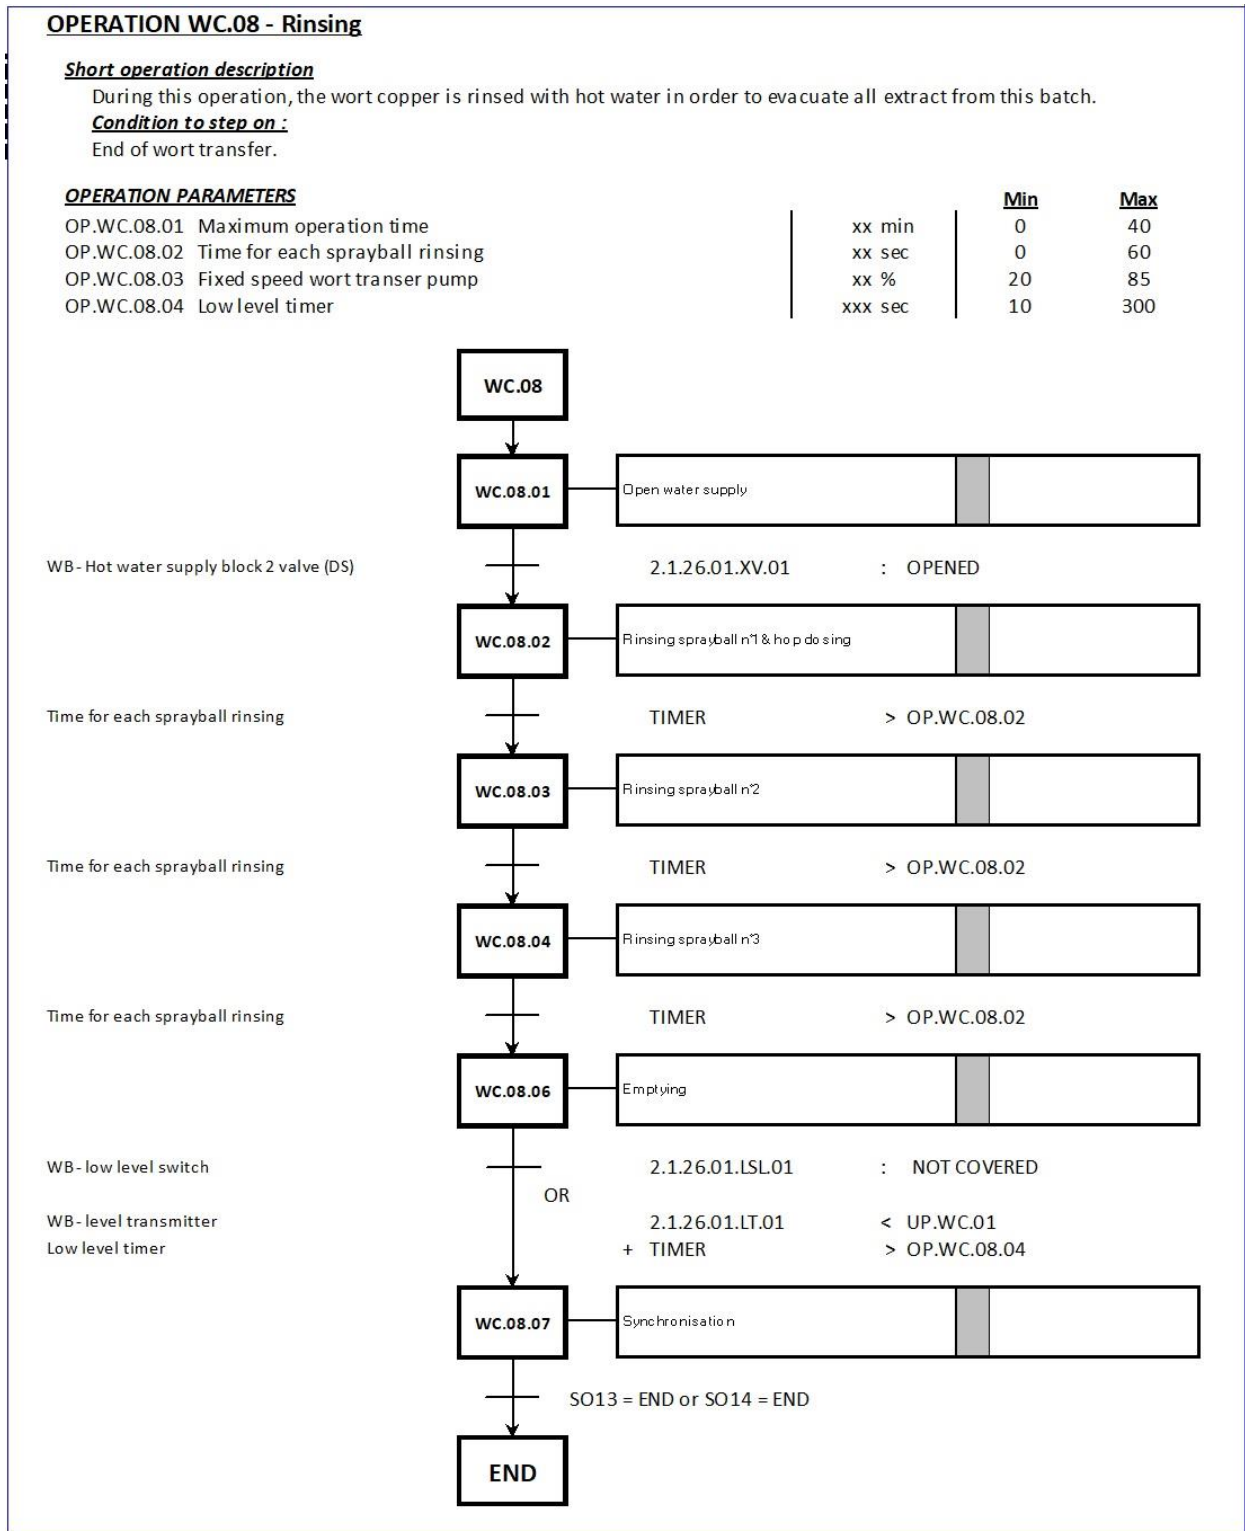 OPERATION WC.08 - Rinsing
Short operation description
During this operation, the wort copper is rinsed with hot water in order to evacuate all extract from this batch.
Condition to step on :
End of wort transfer.
OPERATION PARAMETERS Min Max
OP.WC.08.01 Maximum operation time xx min 0 40
OP.WC.08.02 Time for each sprayball rinsing xx sec 0 60
OP.WC.08.03 Fixed speed wort transer pump xx % 20 85
OP.WC.08.04 Low level timer xxx sec 10 300
WC.08
WC.08.01 Open water supply
WB- Hot water supply block 2 valve (DS) 2.1.26.01.XV.01 : OPENED
WC.08.02 Rinsing sprayball n°1 & hop dosing
Time for each sprayball rinsing TIMER > OP.WC.08.02
WC.08.03 Rinsing sprayball n°2
Time for each sprayball rinsing TIMER > OP.WC.08.02
WC.08.04 Rinsing sprayball n°3
Time for each sprayball rinsing TIMER > OP.WC.08.02
WC.08.06 Emptying
WB- low level switch 2.1.26.01.LSL.01 : NOT COVERED
OR
WB- level transmitter 2.1.26.01.LT.01 < UP.WC.01
Low level timer + TIMER > OP.WC.08.04
WC.08.07 Synchronisation
SO13 = END or SO14 = END
END